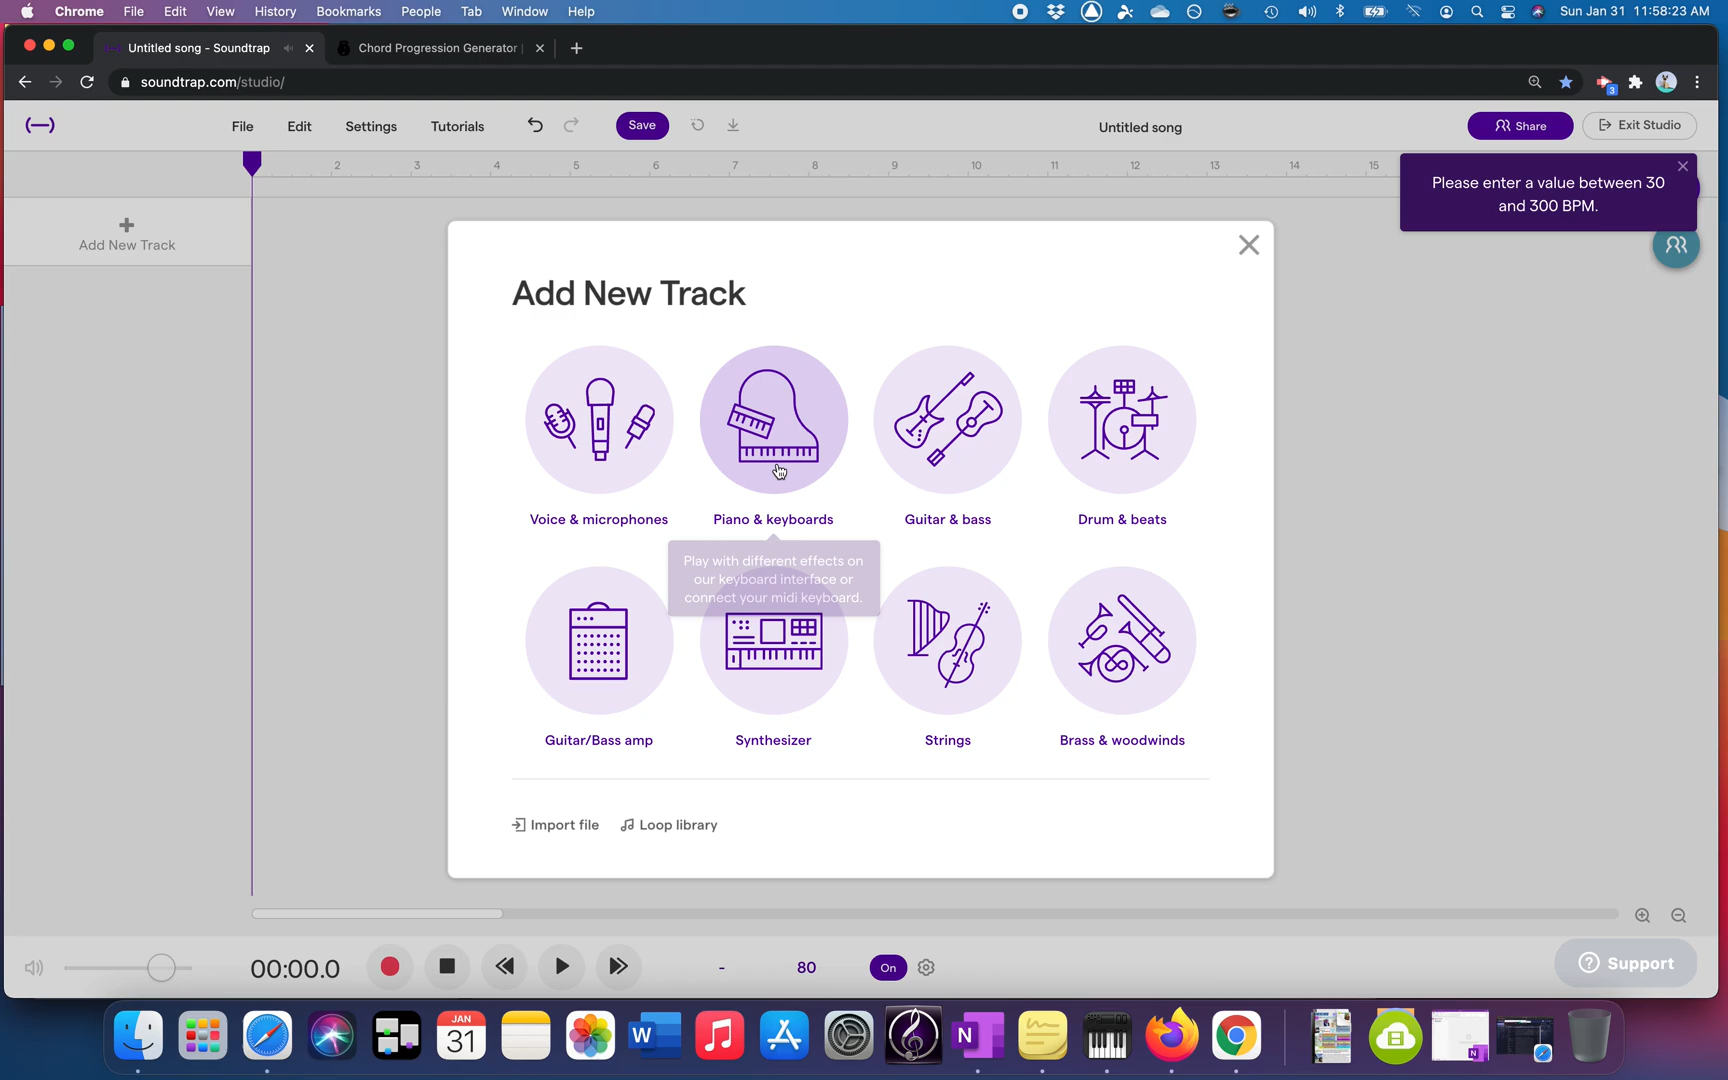 Chrome File Edit View History Bookmarks People Tab Window Help Sun Jan 31 11:58:23 AM
Untitled song - Soundtrap Chord Progression Generator
soundtrap.com/studio/
3
File Edit Settings Tutorials Save Untitled song Share Exit Studio
2 3 4 5 6 7 8 9 10 11 12 13 14 15
Please enter a value between 30
and 300 BPM.
Add New Track
Add New Track
Voice & microphones Piano & keyboards Guitar & bass Drum & beats
Play with different effects on
our keyboard interface or
connect your midi keyboard.
Guitar/Bass amp Synthesizer Strings Brass & woodwinds
Import file Loop library
00:00.0 - 80 On Support
JAN
31
W
N
N